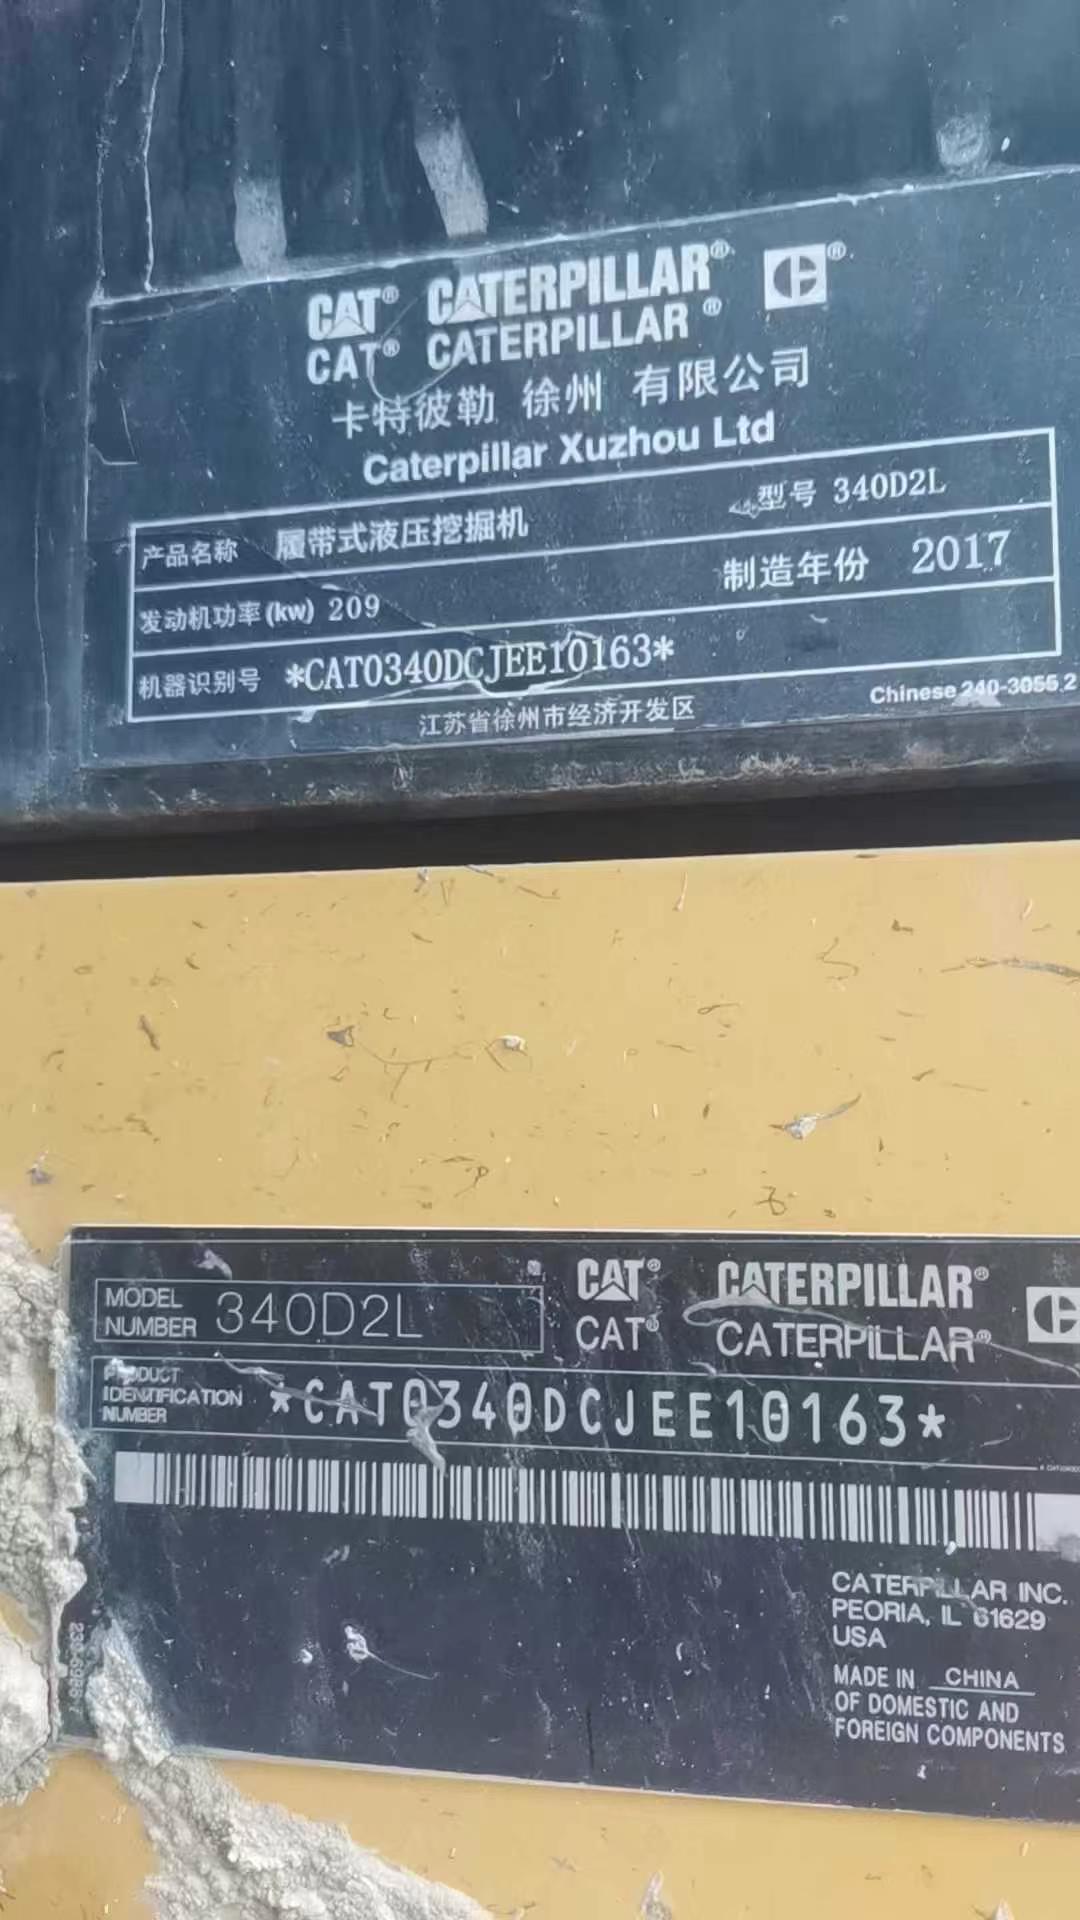 CAT® CATERPILLAR® ®
CAT® CATERPILLAR®
卡特彼勒 徐州 有限公司
Caterpillar Xuzhou Ltd
产品名称 履带式液压挖掘机 型号 340D2L
发动机功率(kw) 209 制造年份 2017
机器识别号 *CAT0340DCJEE10163*
江苏省徐州市经济开发区 Chinese 240-3055 2
MODEL NUMBER 340D2L
CAT® CATERPILLAR®
CAT® CATERPILLAR®
PRODUCT
IDENTIFICATION
NUMBER
*CAT0340DCJEE10163*
CATERPILLAR INC.
PEORIA, IL 61629
USA
MADE IN CHINA
OF DOMESTIC AND
FOREIGN COMPONENTS